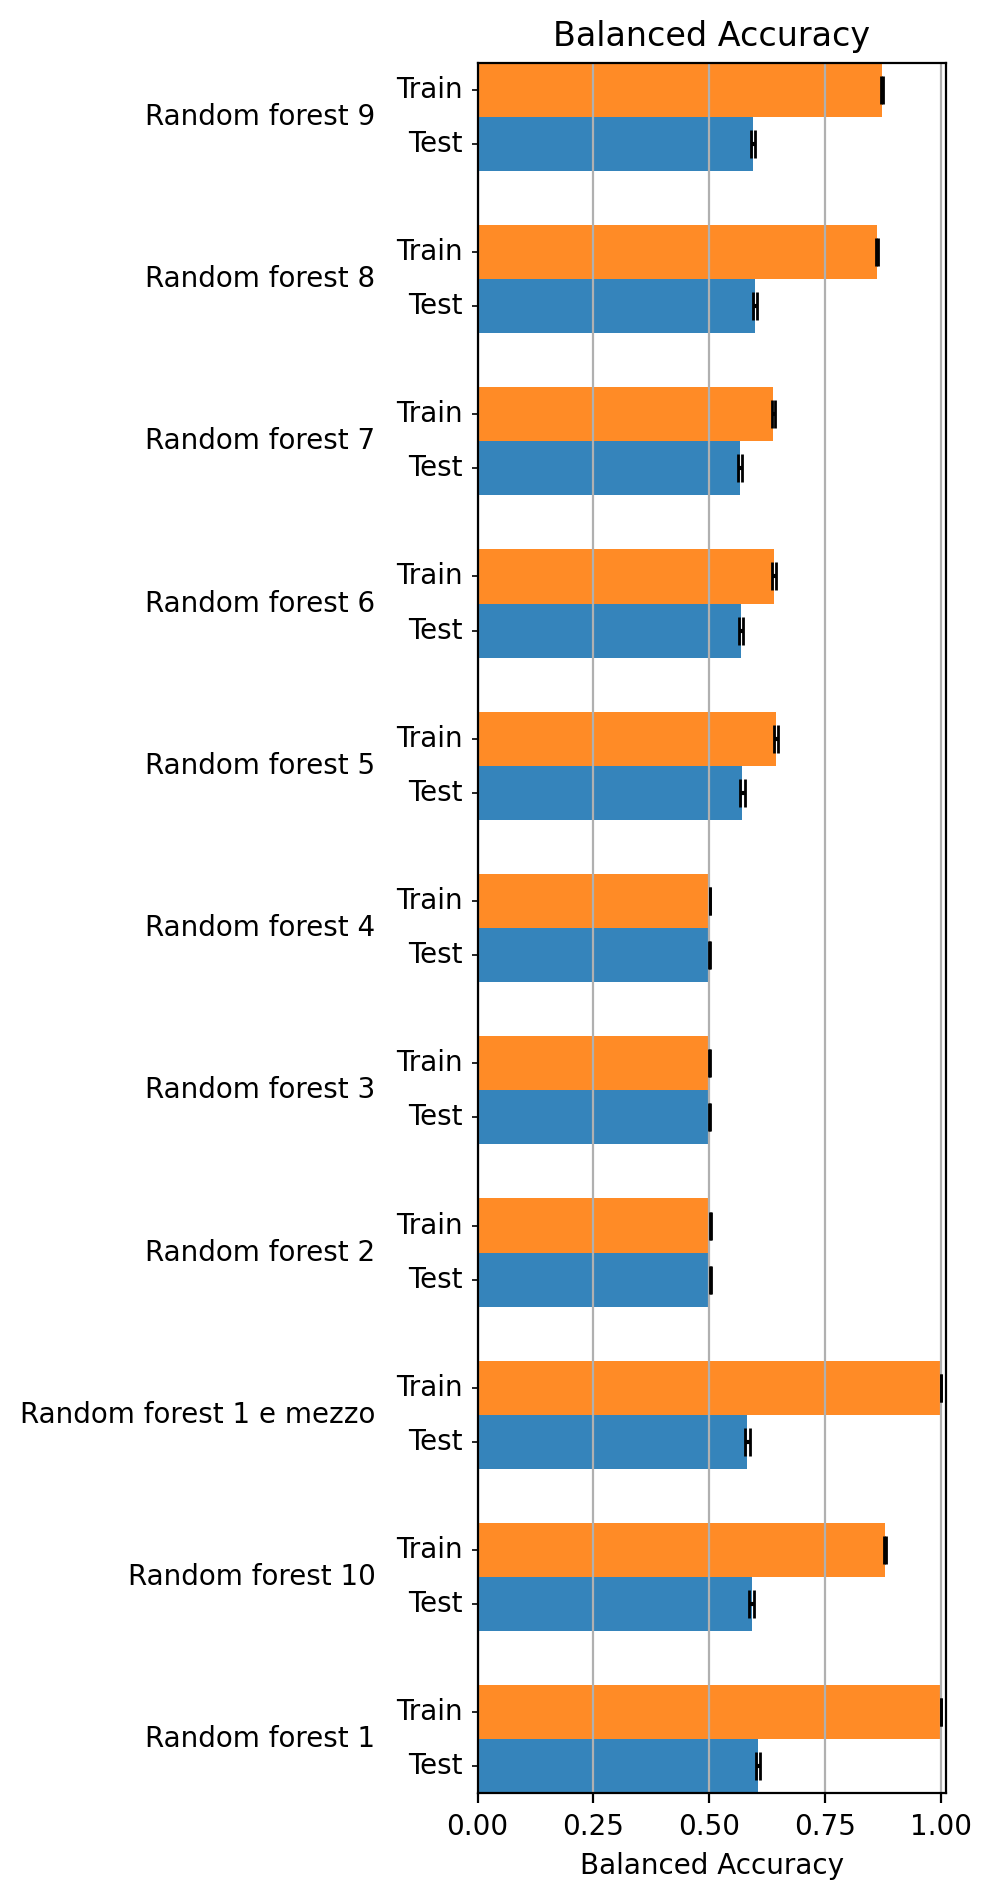 Balanced Accuracy
Train
Random forest 9
Test
Train
Random forest 8
Test
Train
Random forest 7
Test
Train
Random forest 6
Test
Train
Random forest 5
Test
Train
Random forest 4
Test
Train
Random forest 3
Test
Train
Random forest 2
Test
Train
Random forest 1 e mezzo
Test
Train
Random forest 10
Test
Train
Random forest 1
Test
0.00 0.25 0.50 0.75 1.00
Balanced Accuracy